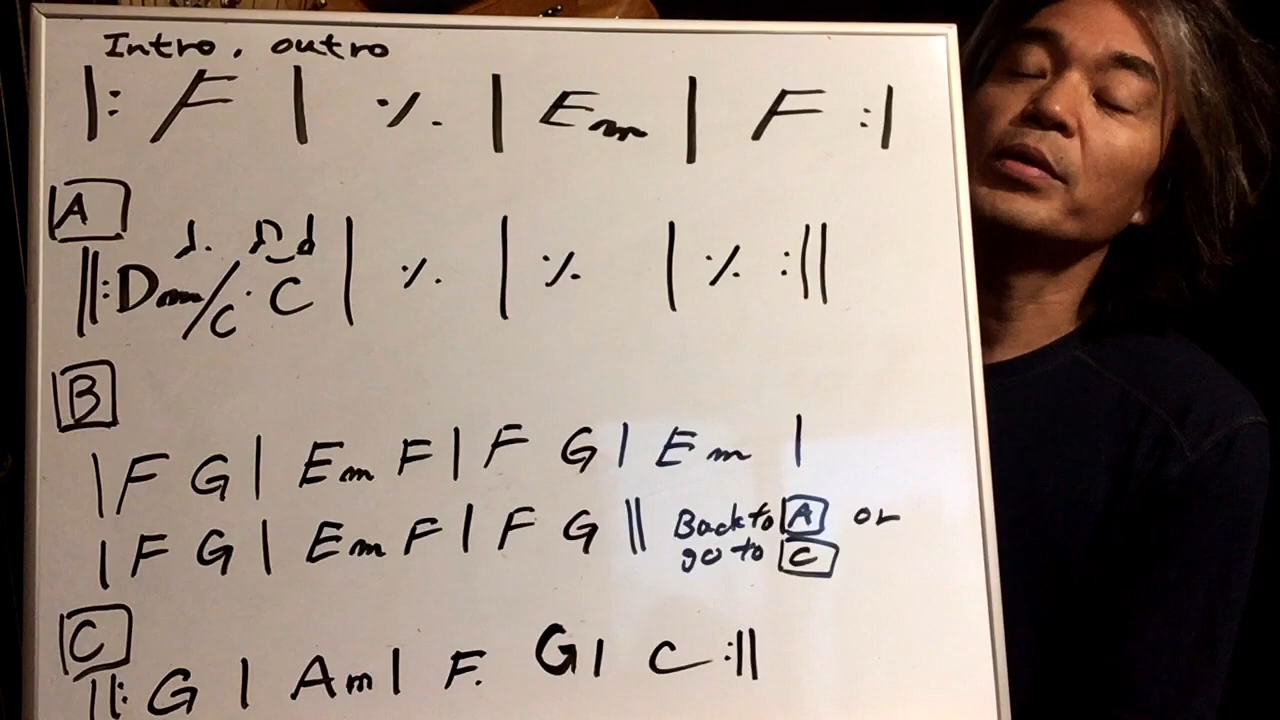 Intro, outro
|: F | ٪ | Em | F :|
A
||: Dm/C · C | ٪ | ٪ | ٪ :||
B
| F G | Em F | F G | Em |
| F G | Em F | F G || Back to A or
go to C
C
||: G | Am | F. G | C :||